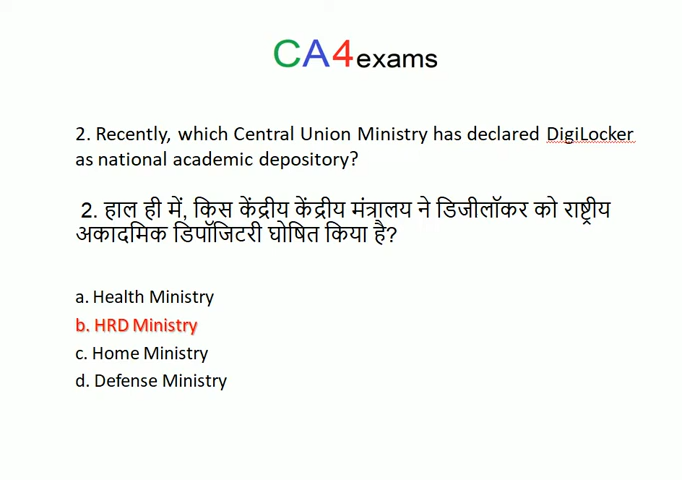 CA4exams
2. Recently, which Central Union Ministry has declared DigiLocker
as national academic depository?
2. हाल ही में, किस केंद्रीय केंद्रीय मंत्रालय ने डिजीलॉकर को राष्ट्रीय
अकादमिक डिपॉजिटरी घोषित किया है?
a. Health Ministry
b. HRD Ministry
c. Home Ministry
d. Defense Ministry